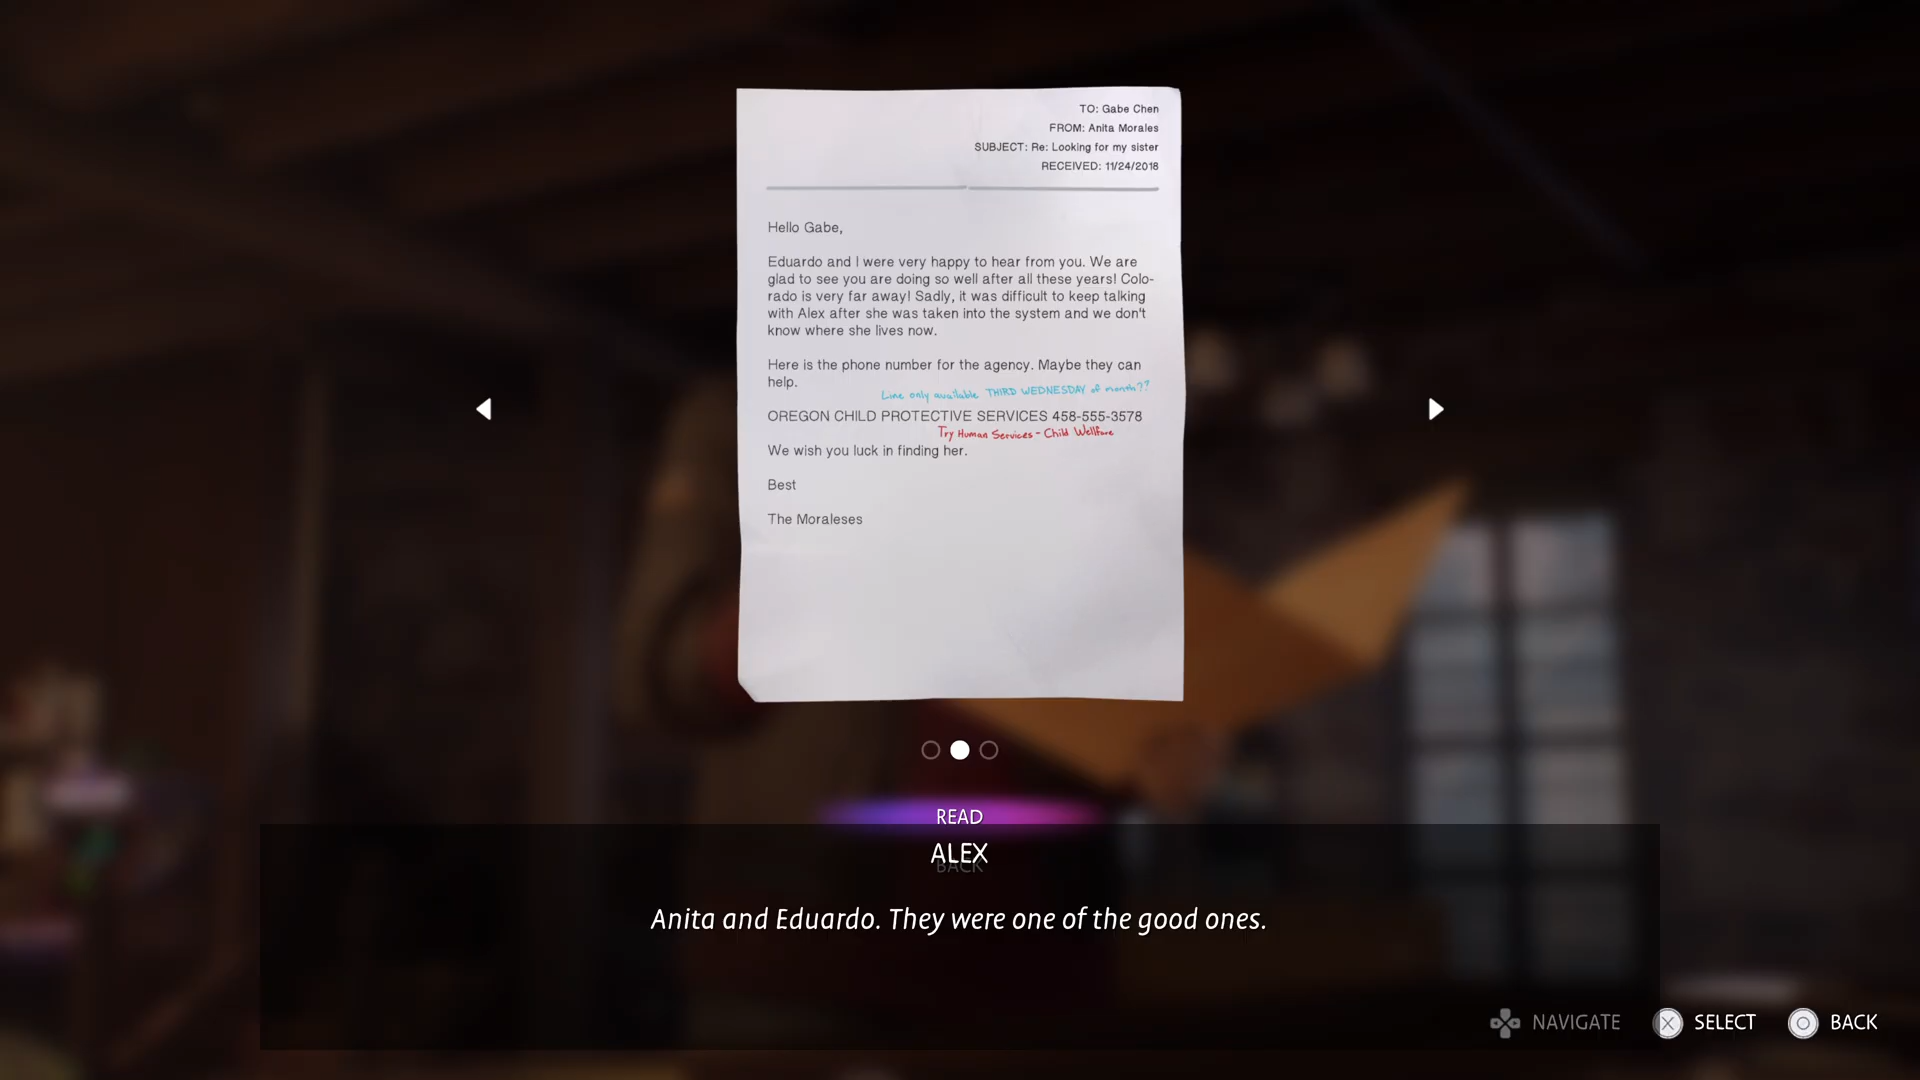 TO: Gabe Chen
FROM: Anita Morales
SUBJECT: Re: Looking for my sister
RECEIVED: 11/24/2018
Hello Gabe,
Eduardo and I were very happy to hear from you. We are
glad to see you are doing so well after all these years! Colo-
rado is very far away! Sadly, it was difficult to keep talking
with Alex after she was taken into the system and we don't
know where she lives now.
Here is the phone number for the agency. Maybe they can
help.
Line only available THIRD WEDNESDAY of month??
OREGON CHILD PROTECTIVE SERVICES 458-555-3578
Try Human Services - Child Wellfare
We wish you luck in finding her.
Best
The Moraleses
READ
ALEX
BACK
Anita and Eduardo. They were one of the good ones.
NAVIGATE
SELECT
BACK